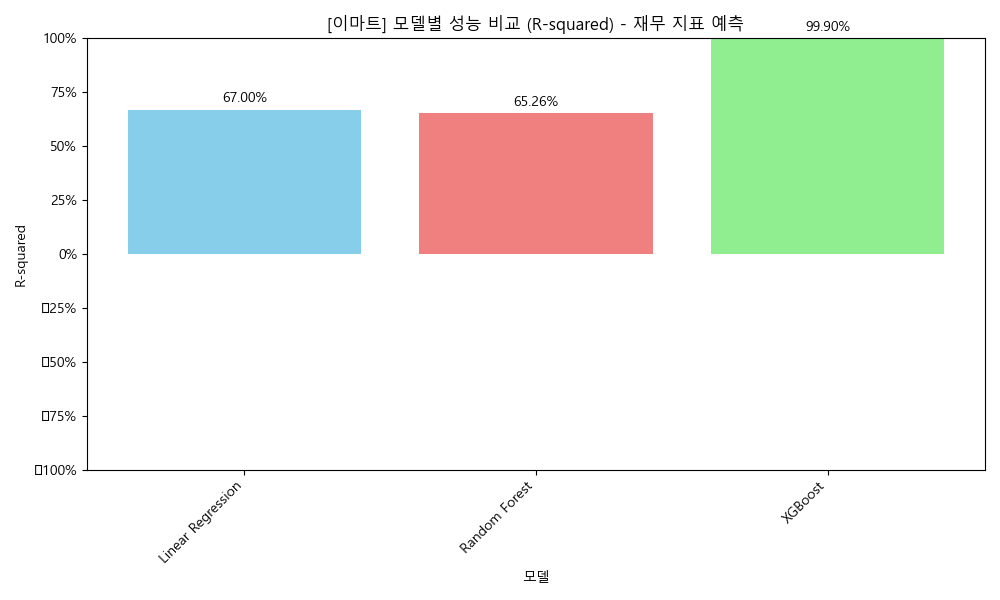 [이마트] 모델별 성능 비교 (R-squared) - 재무 지표 예측
99.90%
67.00%
65.26%
100%
75%
50%
25%
0%
▯25%
▯50%
▯75%
▯100%
R-squared
Linear Regression
Random Forest
XGBoost
모델